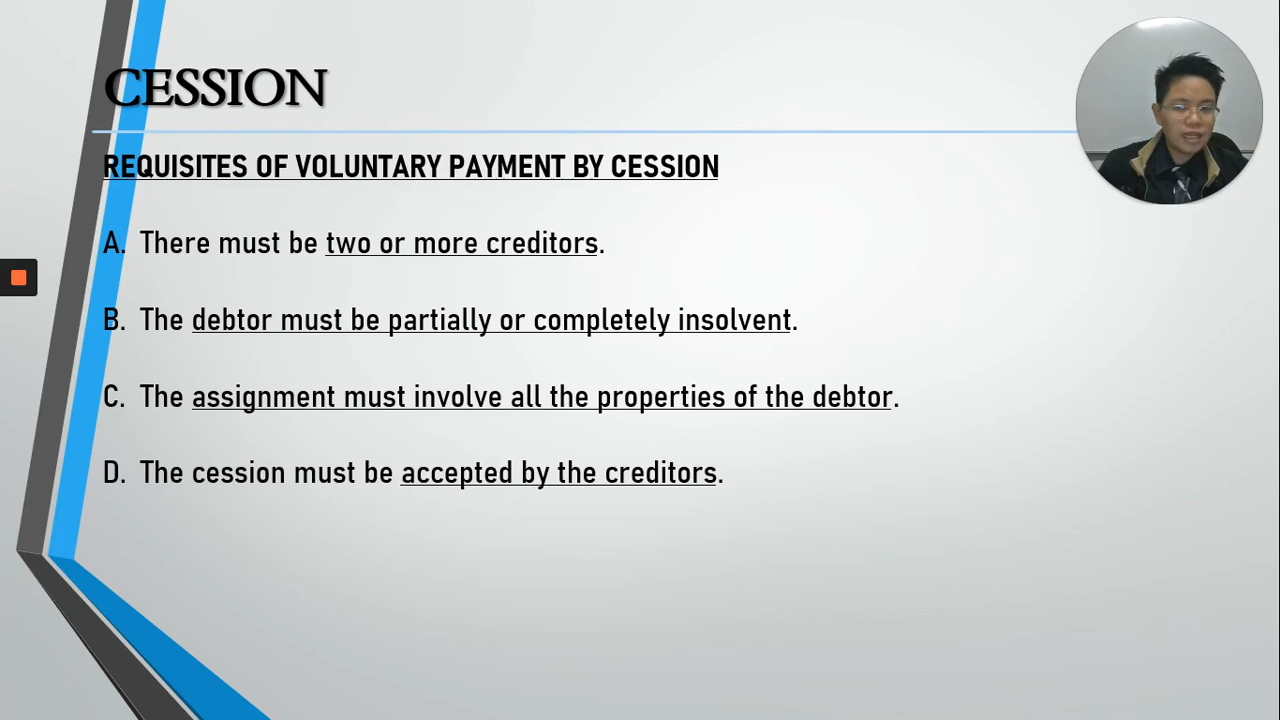 CESSION
REQUISITES OF VOLUNTARY PAYMENT BY CESSION
A. There must be two or more creditors.
B. The debtor must be partially or completely insolvent.
C. The assignment must involve all the properties of the debtor.
D. The cession must be accepted by the creditors.